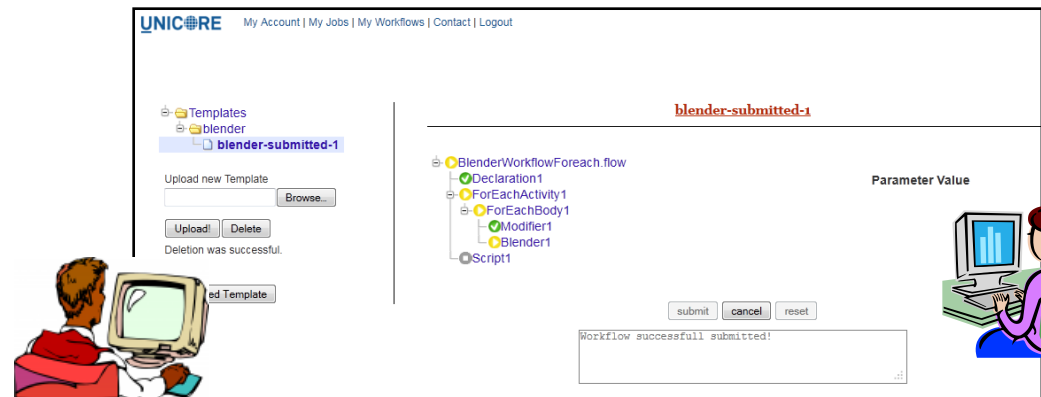 UNICORE My Account | My Jobs | My Workflows | Contact | Logout
Templates
blender
blender-submitted-1
Upload new Template
Browse...
Upload! Delete
Deletion was successful.
ed Template
blender-submitted-1
BlenderWorkflowForeach.flow
Declaration1
ForEachActivity1
ForEachBody1
Modifier1
Blender1
Script1
Parameter Value
submit cancel reset
Workflow successfull submitted!